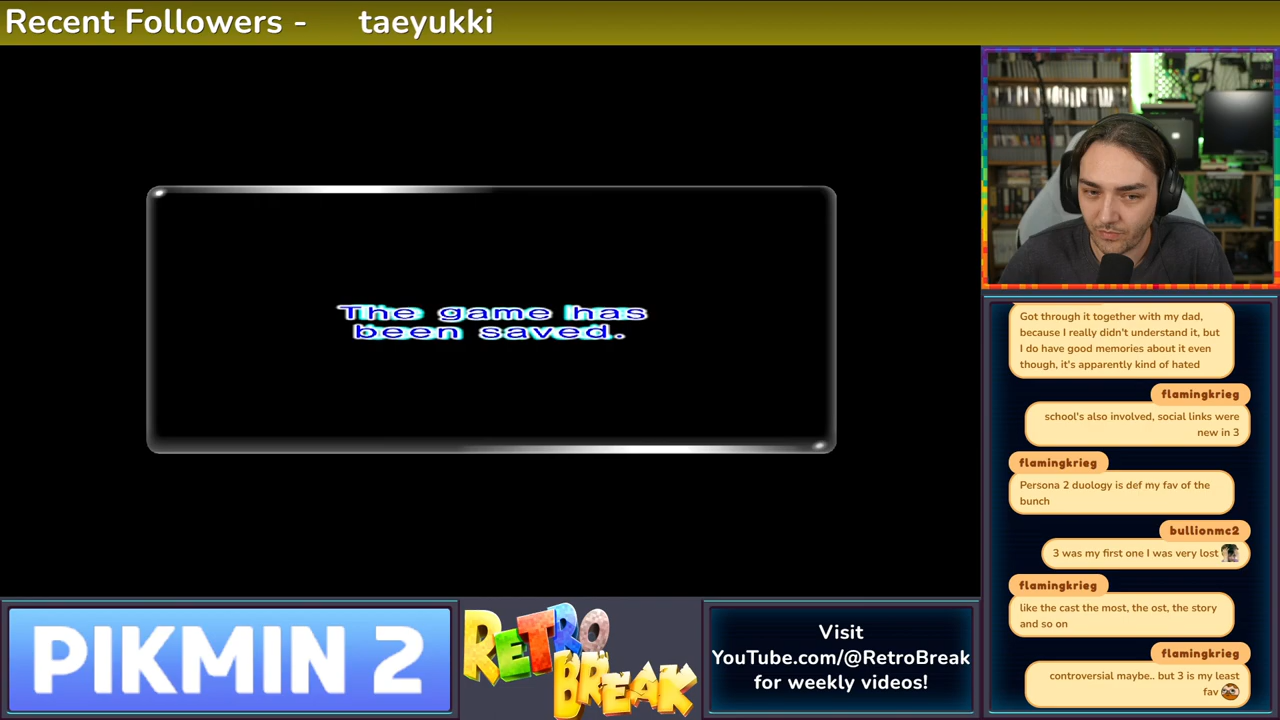 Recent Followers - taeyukki
The game has
been saved.
Got through it together with my dad,
because I really didn't understand it, but
I do have good memories about it even
though, it's apparently kind of hated
flamingkrieg
school's also involved, social links were
new in 3
flamingkrieg
Persona 2 duology is def my fav of the
bunch
bullionmc2
3 was my first one I was very lost
flamingkrieg
like the cast the most, the ost, the story
and so on
flamingkrieg
controversial maybe.. but 3 is my least
fav
PIKMIN 2
RETRO
BREAK
Visit
YouTube.com/@RetroBreak
for weekly videos!